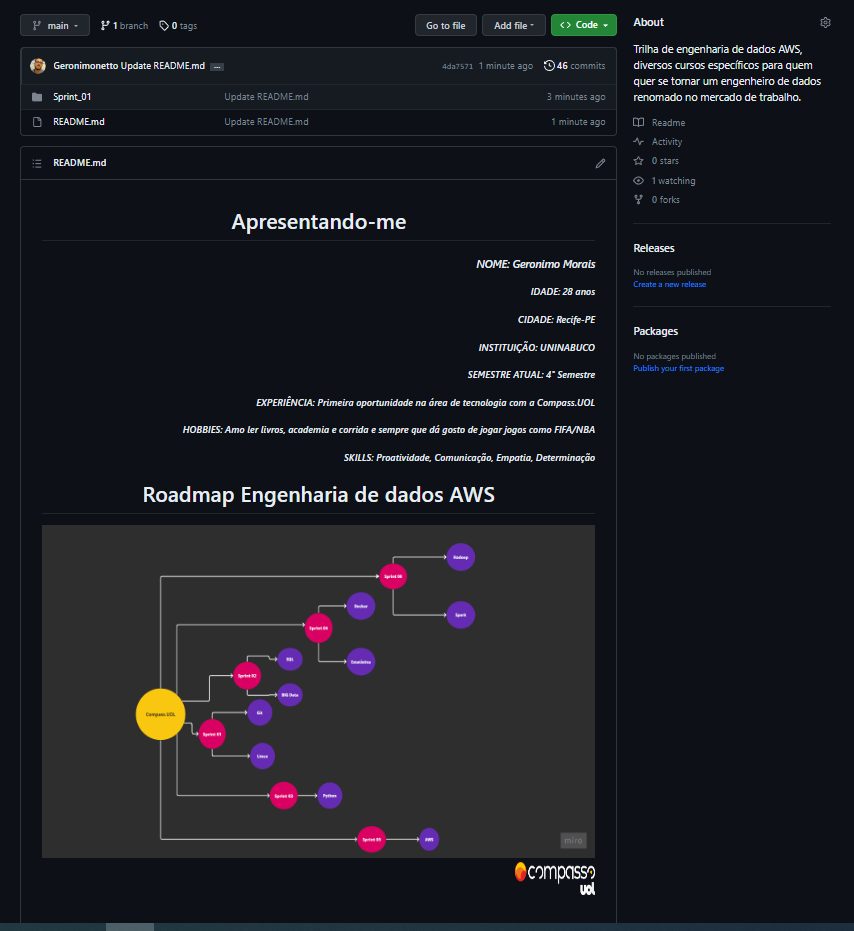 main
1 branch
0 tags
Go to file
Add file
<> Code
Geronimonetto Update README.md ...
4da7571 1 minute ago
46 commits
Sprint_01
Update README.md
3 minutes ago
README.md
Update README.md
1 minute ago
README.md
Apresentando-me
NOME: Geronimo Morais
IDADE: 28 anos
CIDADE: Recife-PE
INSTITUIÇÃO: UNINABUCO
SEMESTRE ATUAL: 4° Semestre
EXPERIÊNCIA: Primeira oportunidade na área de tecnologia com a Compass.UOL
HOBBIES: Amo ler livros, academia e corrida e sempre que dá gosto de jogar jogos como FIFA/NBA
SKILLS: Proatividade, Comunicação, Empatia, Determinação
Roadmap Engenharia de dados AWS
Hadoop
Spark
Docker
Estatística
Sprint 02
SQL
BIG Data
Compass UOL
Sprint 01
Git
Linux
Sprint 03
Python
Sprint 05
AWS
miro
compasso
uol
About
Trilha de engenharia de dados AWS,
diversos cursos específicos para quem
quer se tornar um engenheiro de dados
renomado no mercado de trabalho.
Readme
Activity
0 stars
1 watching
0 forks
Releases
No releases published
Create a new release
Packages
No packages published
Publish your first package